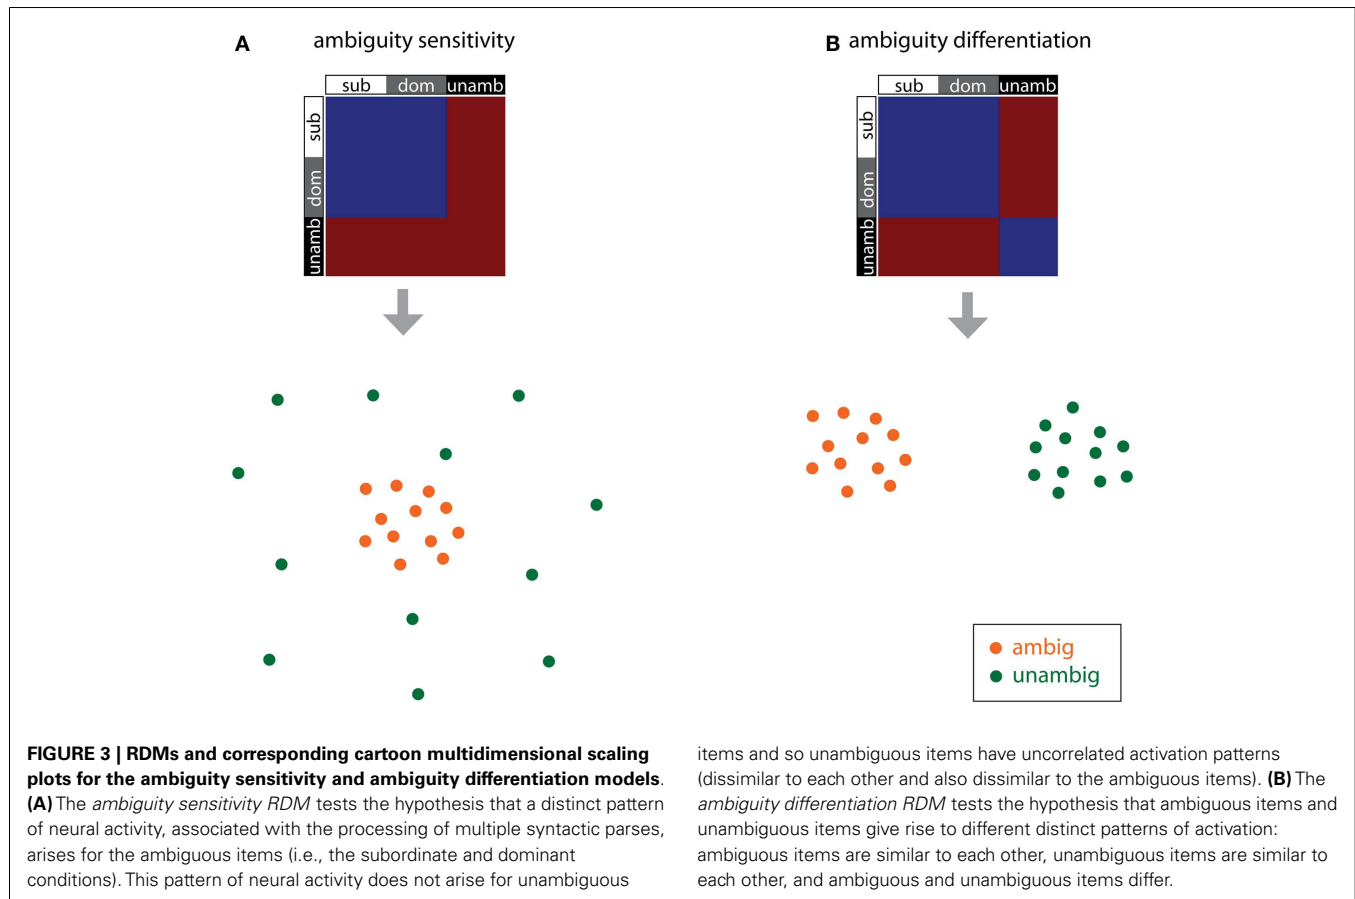 A ambiguity sensitivity
sub dom unamb
sub
dom
unamb
B ambiguity differentiation
sub dom unamb
sub
dom
unamb
ambig
unambig
FIGURE 3 | RDMs and corresponding cartoon multidimensional scaling
plots for the ambiguity sensitivity and ambiguity differentiation models.
(A) The ambiguity sensitivity RDM tests the hypothesis that a distinct pattern
of neural activity, associated with the processing of multiple syntactic parses,
arises for the ambiguous items (i.e., the subordinate and dominant
conditions). This pattern of neural activity does not arise for unambiguous
items and so unambiguous items have uncorrelated activation patterns
(dissimilar to each other and also dissimilar to the ambiguous items). (B) The
ambiguity differentiation RDM tests the hypothesis that ambiguous items and
unambiguous items give rise to different distinct patterns of activation:
ambiguous items are similar to each other, unambiguous items are similar to
each other, and ambiguous and unambiguous items differ.